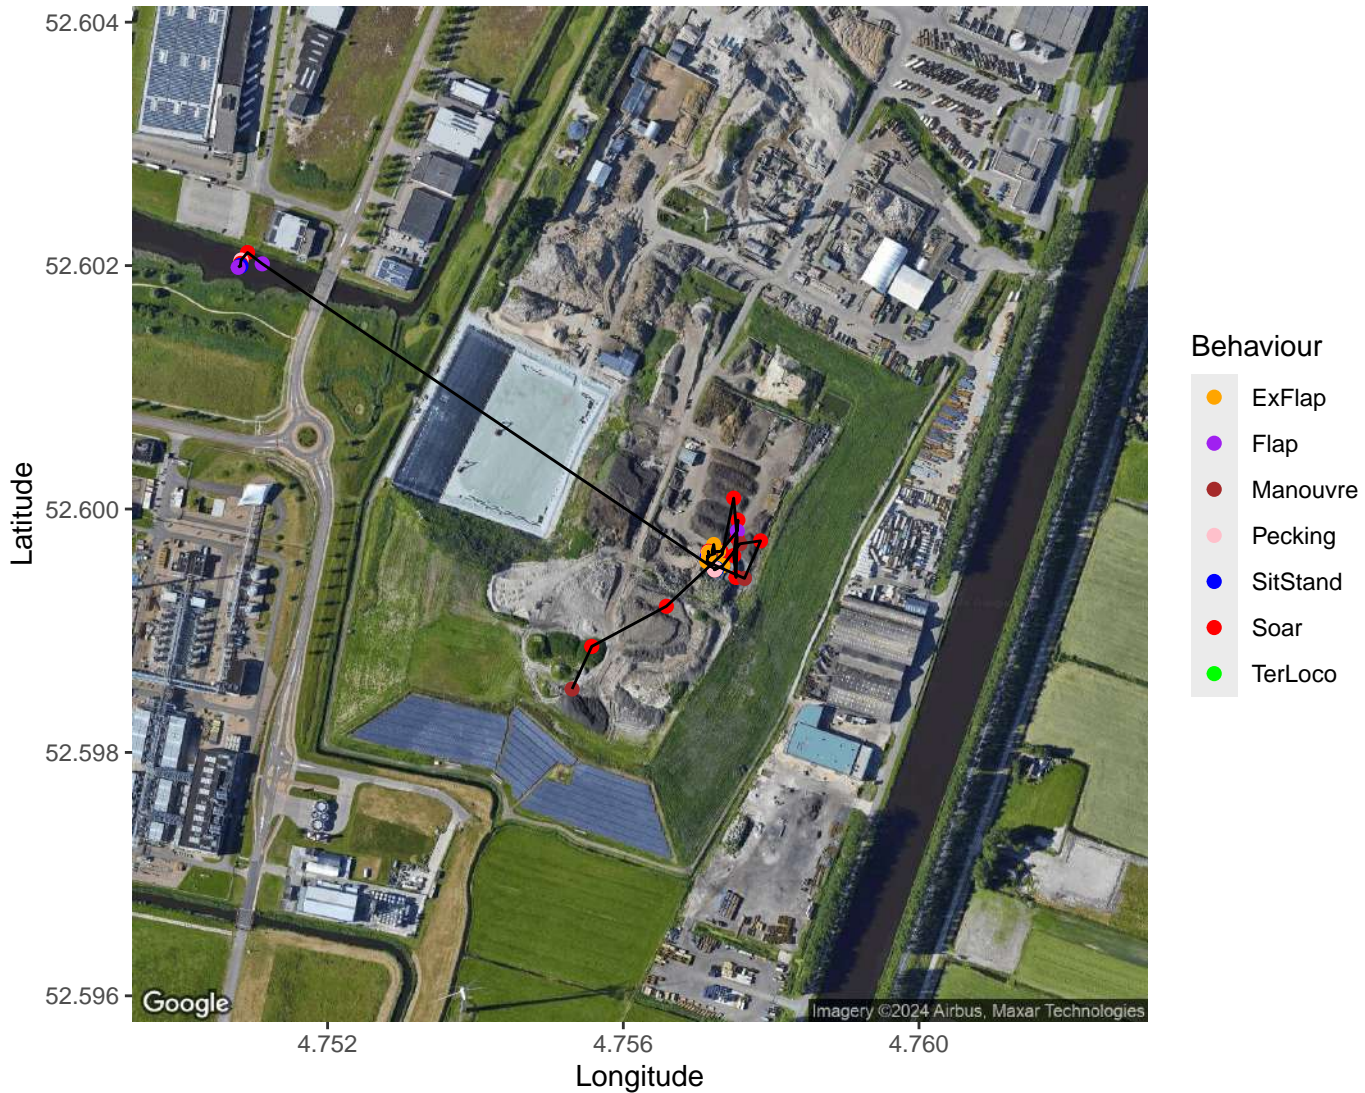 52.604
52.602
52.600
52.598
52.596
Latitude
4.752
4.756
4.760
Longitude
Google
Imagery ©2024 Airbus, Maxar Technologies
Behaviour
ExFlap
Flap
Manouvre
Pecking
SitStand
Soar
TerLoco